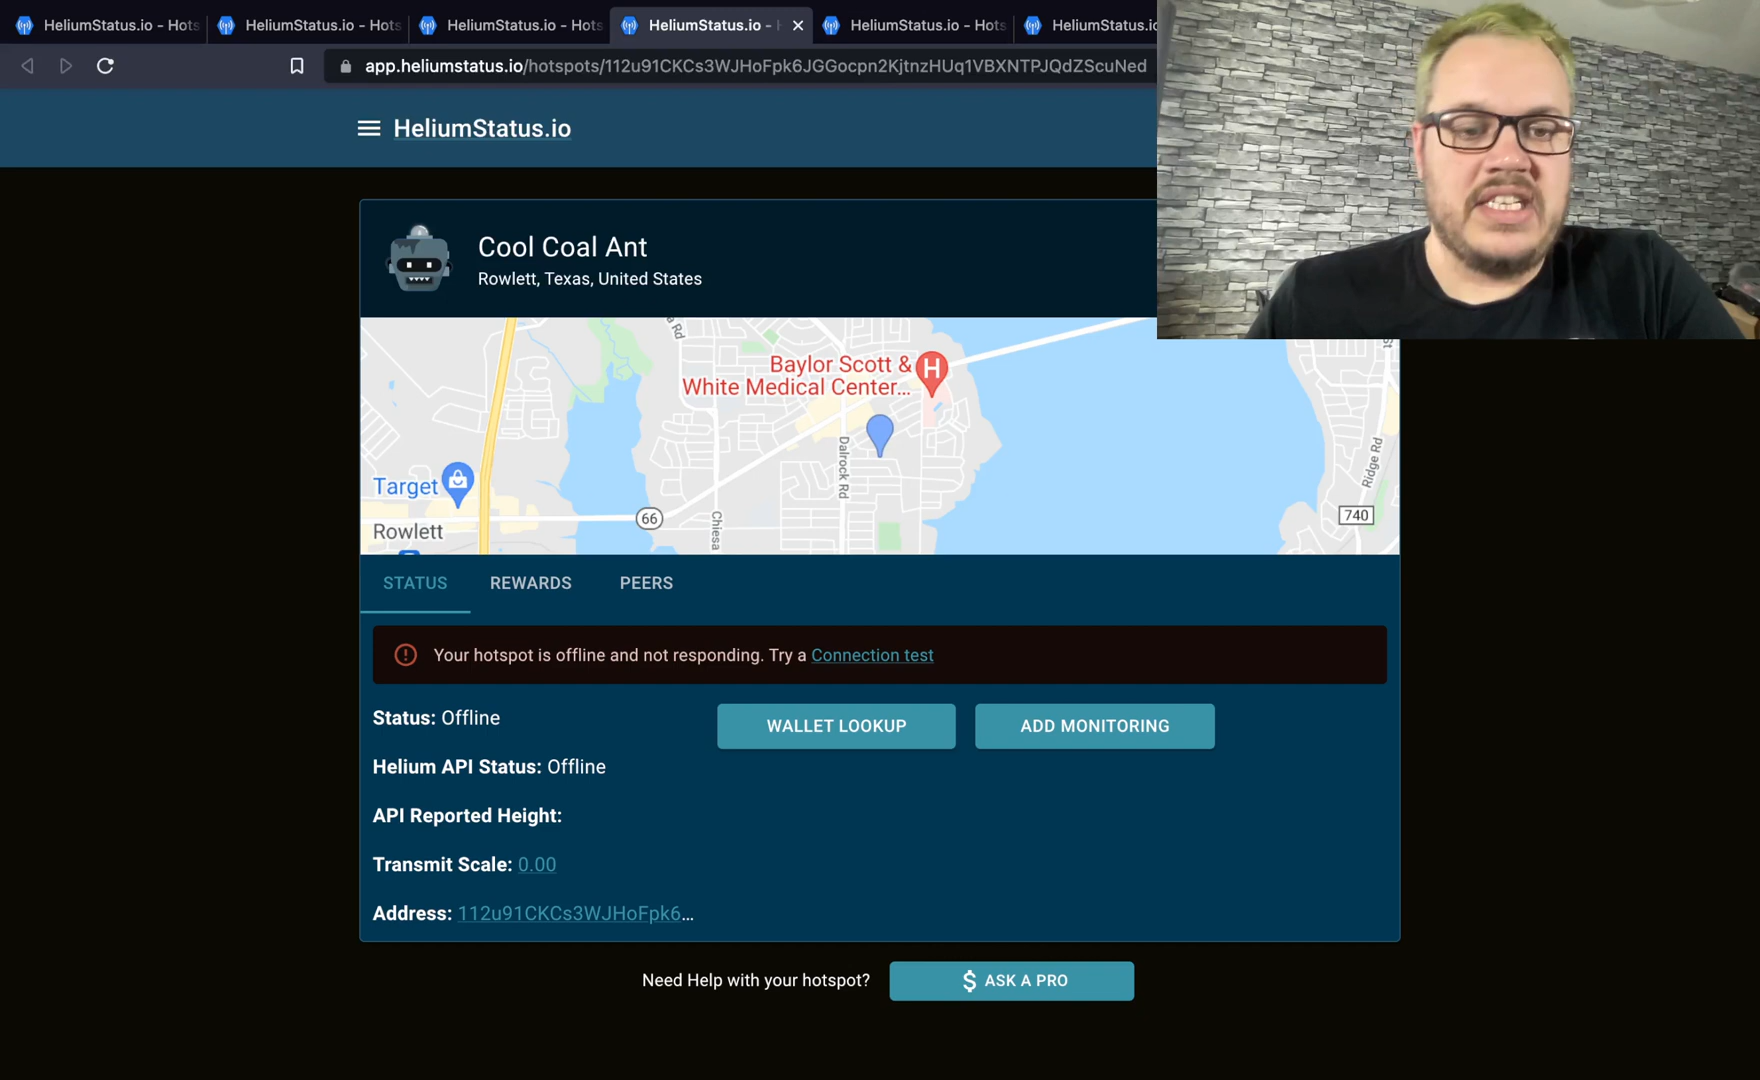 HeliumStatus.io - Hots
HeliumStatus.io - Hots
HeliumStatus.io - Hots
HeliumStatus.io - H
HeliumStatus.io - Hots
HeliumStatus.io
app.heliumstatus.io/hotspots/112u91CKCs3WJHoFpk6JGGocpn2KjtnzHUq1VBXNTPJQdZScuNed
HeliumStatus.io
Cool Coal Ant
Rowlett, Texas, United States
a Rd
Baylor Scott &
White Medical Center...
H
St
Dalrock Rd
Ridge Rd
Target
Rowlett
66
Chiesa
740
STATUS
REWARDS
PEERS
Your hotspot is offline and not responding. Try a Connection test
Status: Offline
WALLET LOOKUP
ADD MONITORING
Helium API Status: Offline
API Reported Height:
Transmit Scale: 0.00
Address: 112u91CKCs3WJHoFpk6...
Need Help with your hotspot?
$ ASK A PRO